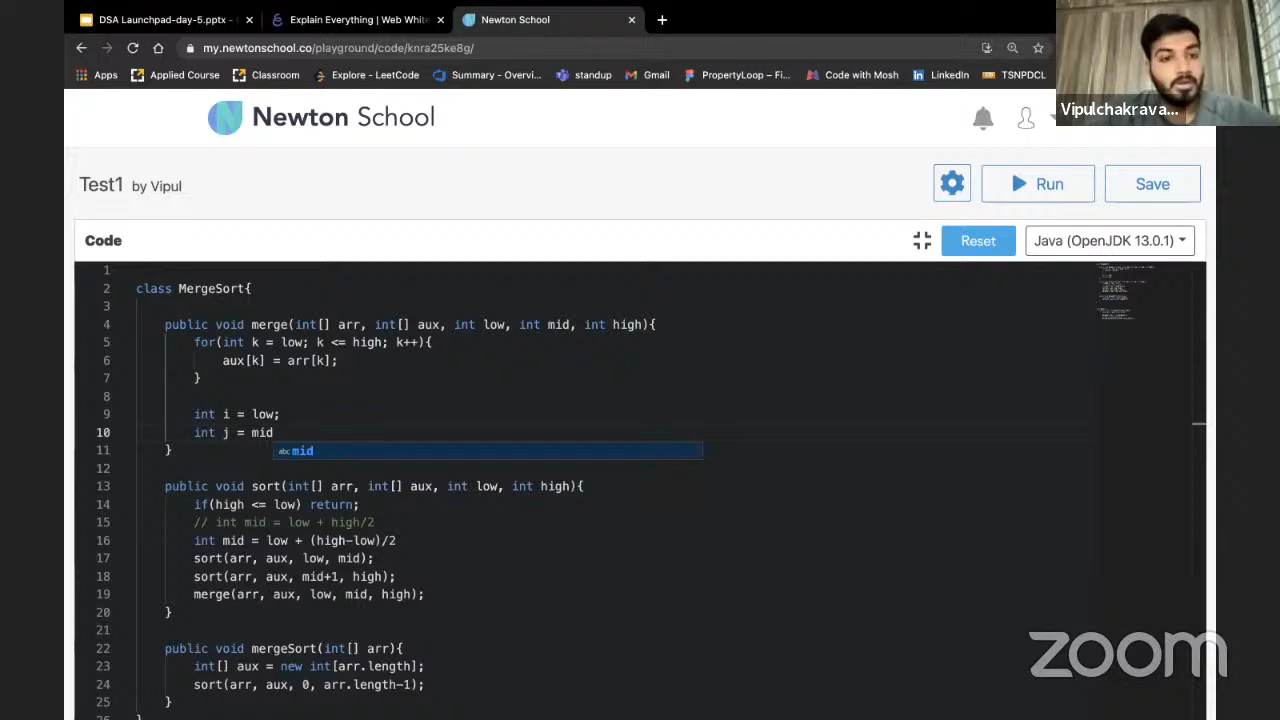 DSA Launchpad-day-5.pptx -
Explain Everything | Web White
Newton School
my.newtonschool.co/playground/code/knra25ke8g/
Apps
Applied Course
Classroom
Explore - LeetCode
Summary - Overvi...
standup
Gmail
PropertyLoop – Fi...
Code with Mosh
LinkedIn
TSNPDCL
Vipulchakrava...
Newton School
Test1 by Vipul
Run
Save
Code
Reset
Java (OpenJDK 13.0.1)
1
2 class MergeSort{
3
4 public void merge(int[] arr, int[] aux, int low, int mid, int high){
5 for(int k = low; k <= high; k++){
6 aux[k] = arr[k];
7 }
8
9 int i = low;
10 int j = mid
abc mid
11 }
12
13 public void sort(int[] arr, int[] aux, int low, int high){
14 if(high <= low) return;
15 // int mid = low + high/2
16 int mid = low + (high-low)/2
17 sort(arr, aux, low, mid);
18 sort(arr, aux, mid+1, high);
19 merge(arr, aux, low, mid, high);
20 }
21
22 public void mergeSort(int[] arr){
23 int[] aux = new int[arr.length];
24 sort(arr, aux, 0, arr.length-1);
25 }
26 }
zoom